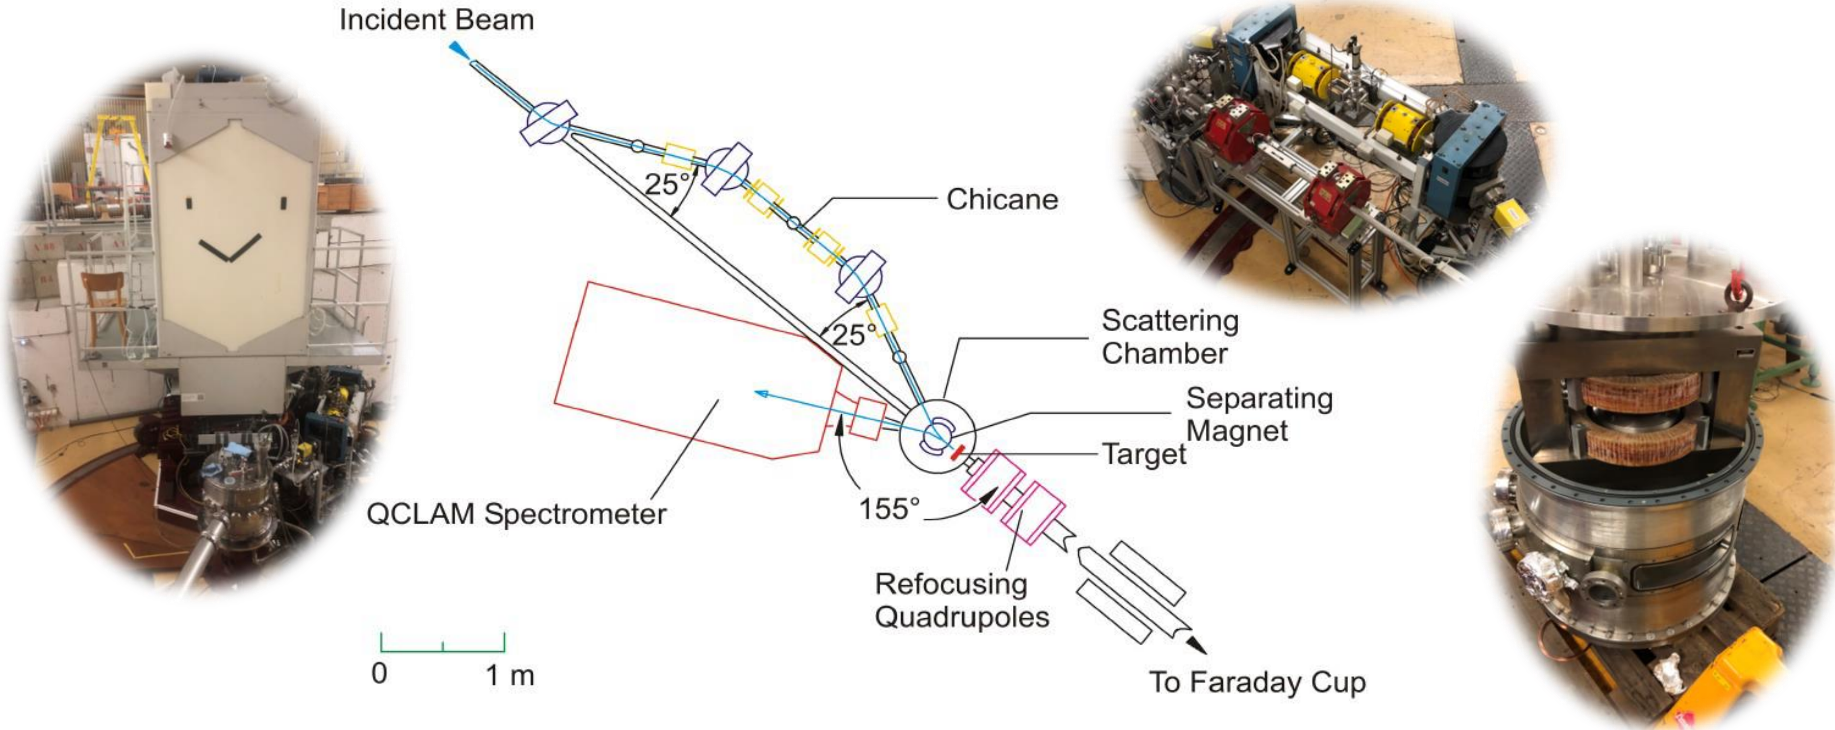 Incident Beam
25°
Chicane
25°
Scattering
Chamber
Separating
Magnet
Target
QCLAM Spectrometer
155°
Refocusing
Quadrupoles
0
1 m
To Faraday Cup